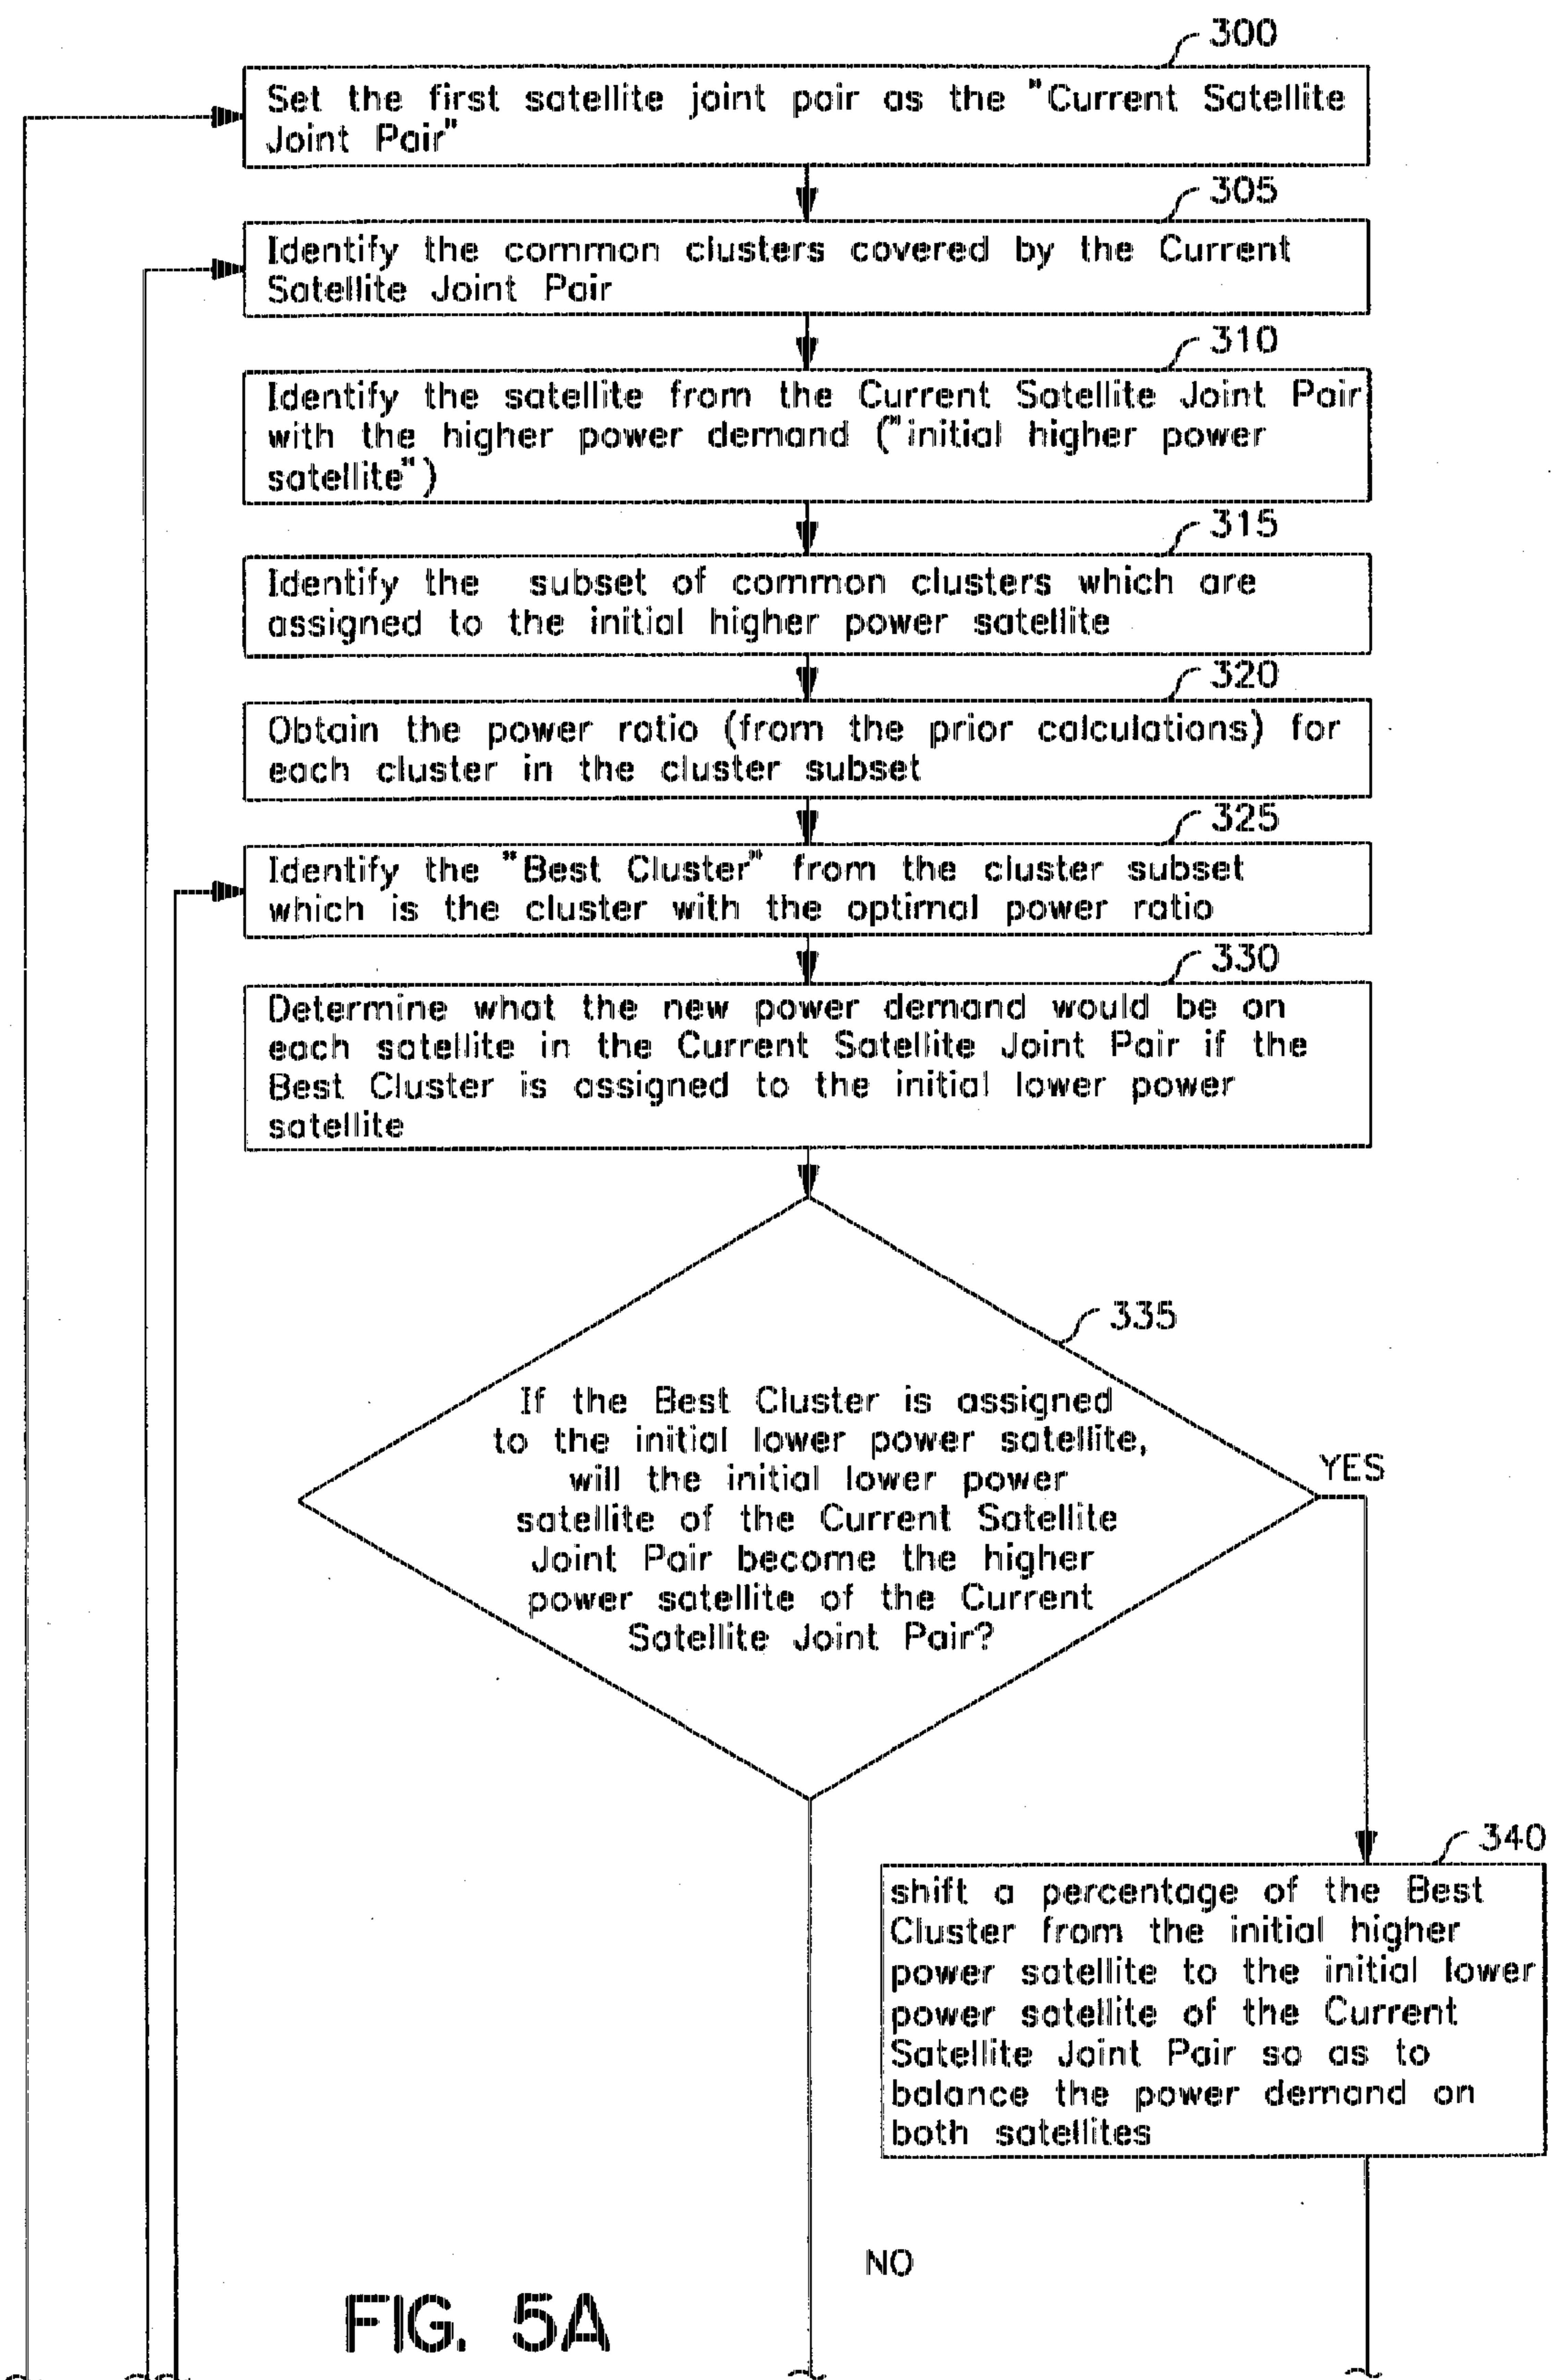 300
Set the first satellite joint pair as the "Current Satellite
Joint Pair"
305
Identify the common clusters covered by the Current
Satellite Joint Pair
310
Identify the satellite from the Current Satellite Joint Pair
with the higher power demand ("initial higher power
satellite")
315
Identify the subset of common clusters which are
assigned to the initial higher power satellite
320
Obtain the power ratio (from the prior calculations) for
each cluster in the cluster subset
325
Identify the "Best Cluster" from the cluster subset
which is the cluster with the optimal power ratio
330
Determine what the new power demand would be on
each satellite in the Current Satellite Joint Pair if the
Best Cluster is assigned to the initial lower power
satellite
335
If the Best Cluster is assigned
to the initial lower power satellite,
will the initial lower power
satellite of the Current Satellite
Joint Pair become the higher
power satellite of the Current
Satellite Joint Pair?
YES
340
shift a percentage of the Best
Cluster from the initial higher
power satellite to the initial lower
power satellite of the Current
Satellite Joint Pair so as to
balance the power demand on
both satellites
NO
FIG. 5A